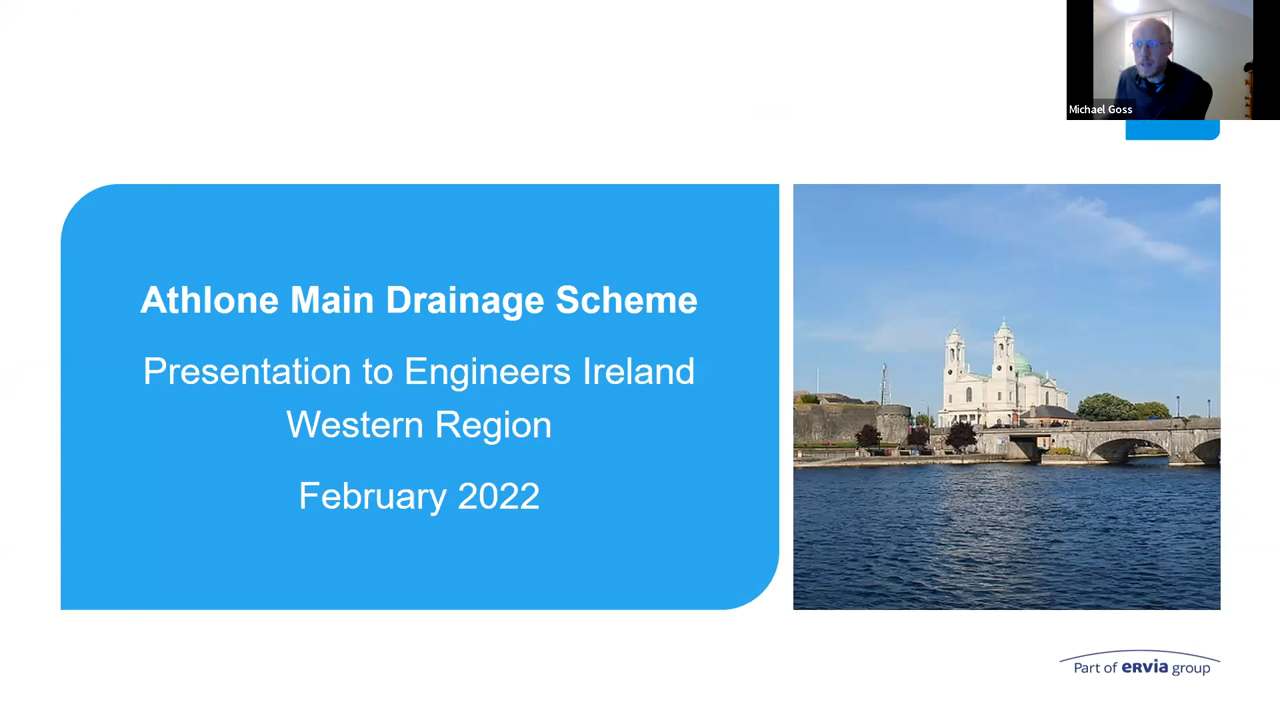 Michael Goss
Athlone Main Drainage Scheme
Presentation to Engineers Ireland
Western Region
February 2022
Part of ervia group